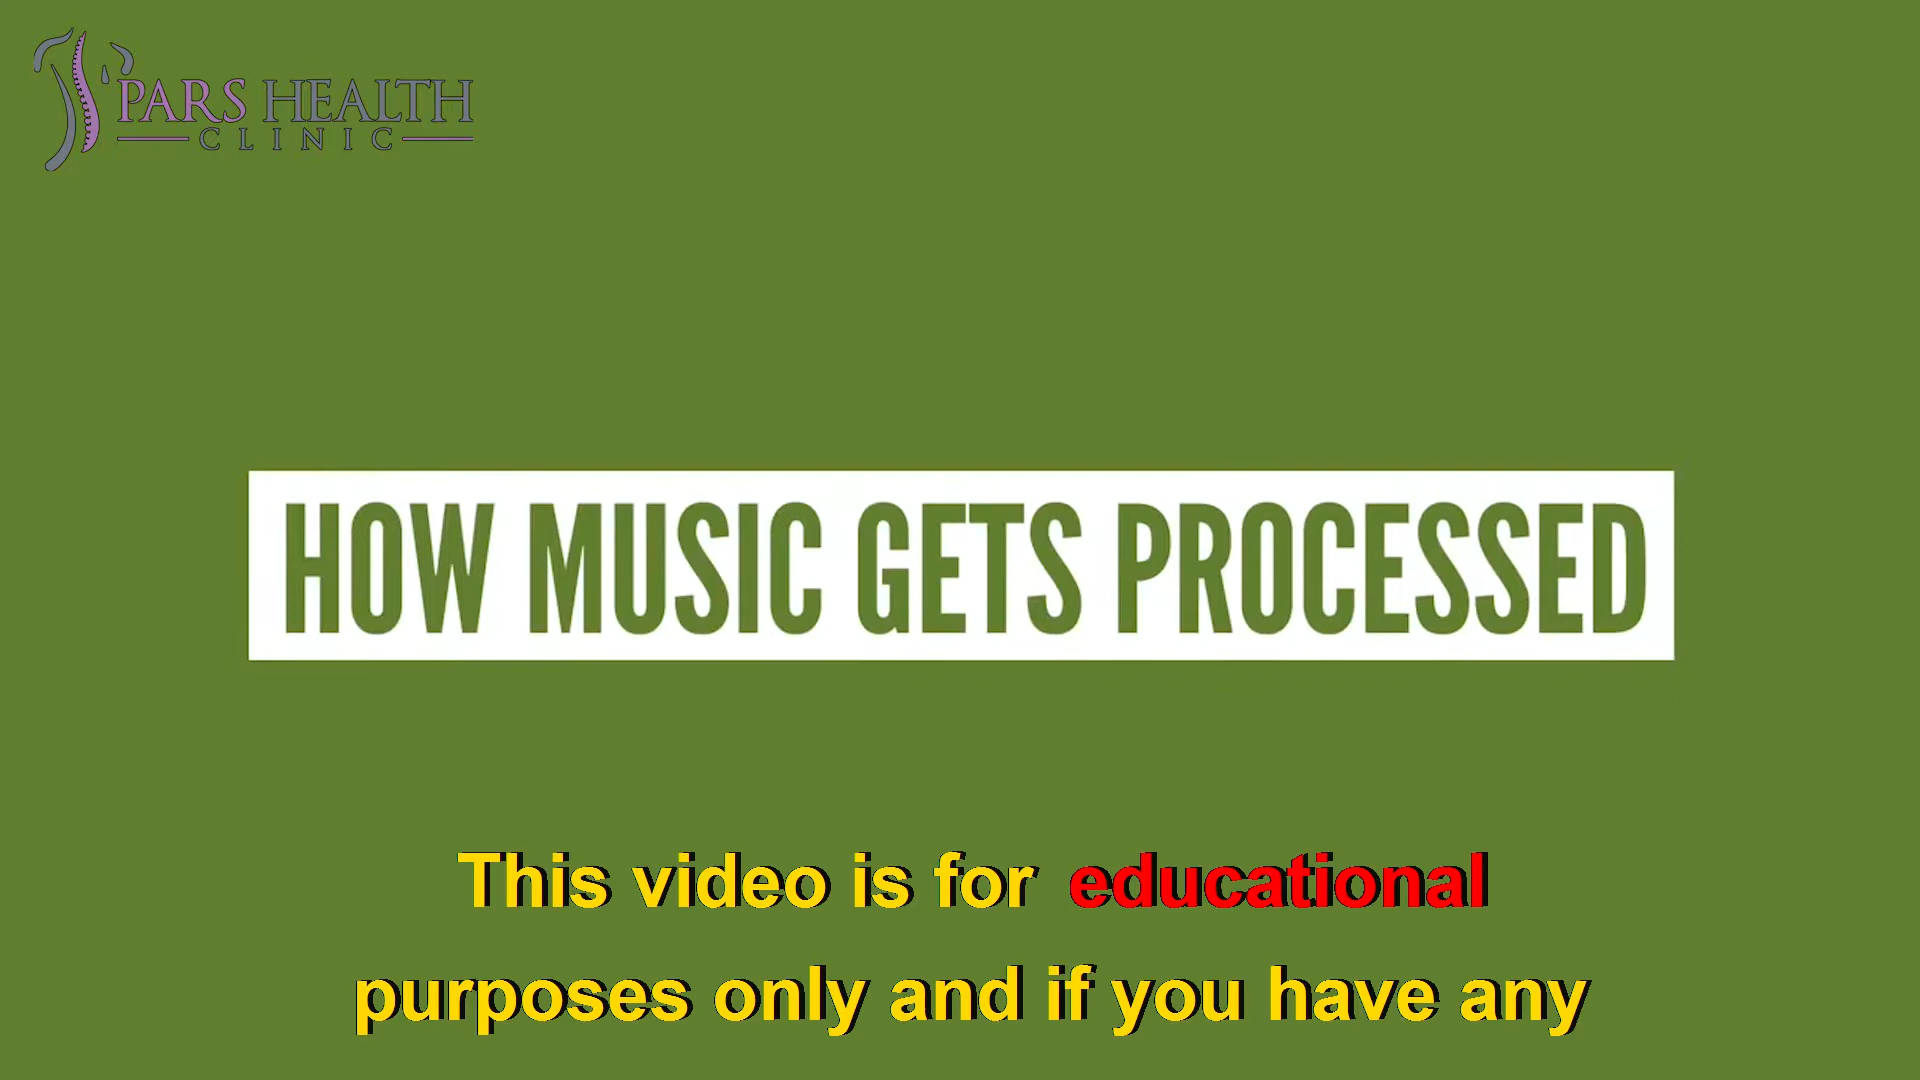 PARS HEALTH
CLINIC
HOW MUSIC GETS PROCESSED
This video is for educational
purposes only and if you have any